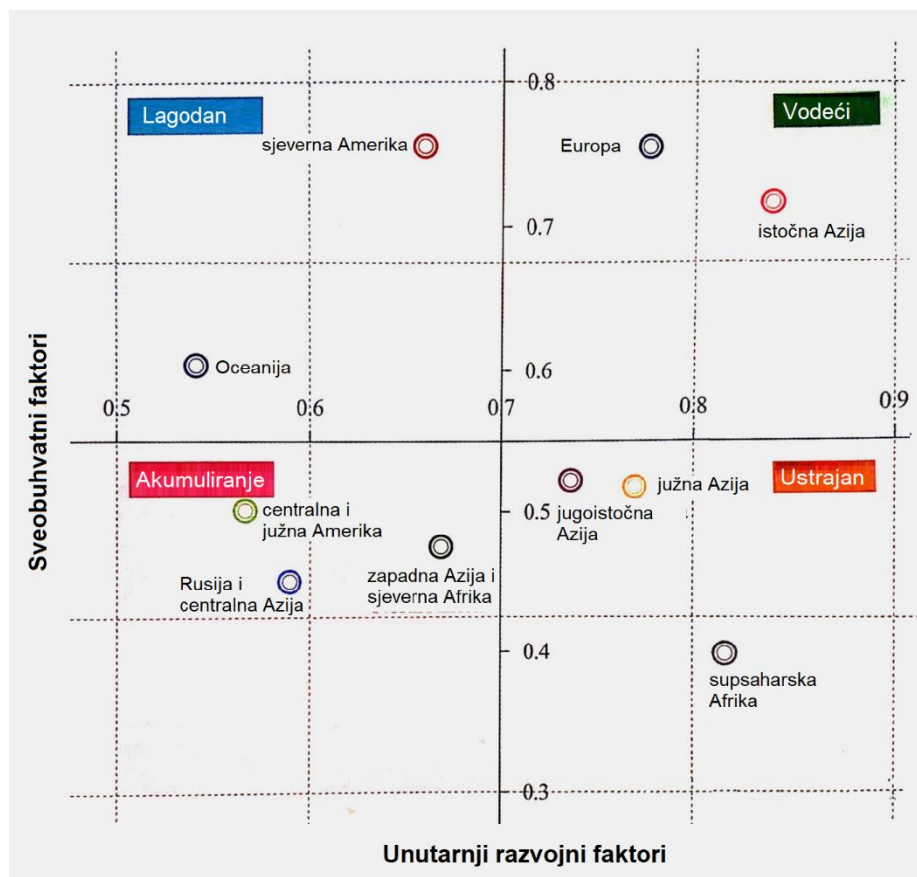 0.8
Lagodan
Vodeći
sjeverna Amerika
Europa
0.7
istočna Azija
Oceanija
0.6
0.5
0.6
0.7
0.8
0.9
Akumuliranje
Ustrajan
centralna i
južna Amerika
0.5
jugoistočna
Azija
južna Azija
Rusija i
centralna Azija
zapadna Azija i
sjeverna Afrika
0.4
supsaharska
Afrika
0.3
Sveobuhvatni faktori
Unutarnji razvojni faktori